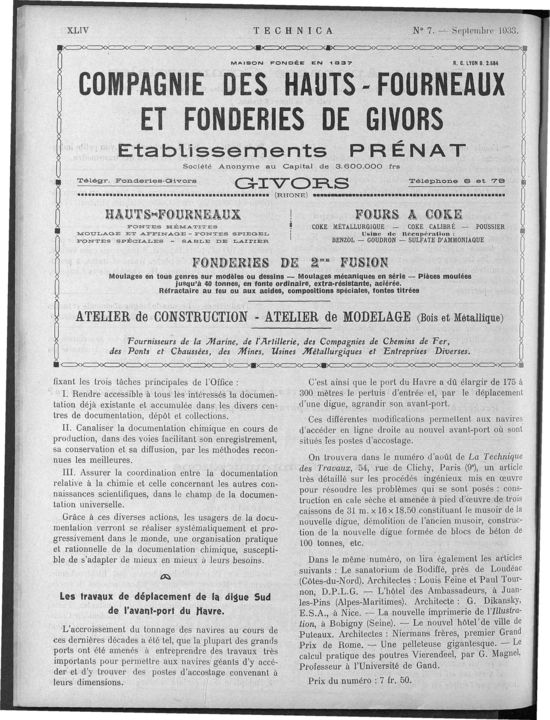 XLIV
TECHNICA
N° 7. — Septembre 1933.
MAISON FONDÉE EN 1837
R. C. LYON B. 2.584
COMPAGNIE DES HAUTS-FOURNEAUX
ET FONDERIES DE GIVORS
Etablissements PRÉNAT
Société Anonyme au Capital de 3.600.000 frs
Télégr. Fonderies-Givors
GIVORS
Téléphone 6 et 79
(RHONE)
HAUTS-FOURNEAUX
FONTES HÉMATITES
MOULAGE ET AFFINAGE - FONTES SPIEGEL
FONTES SPÉCIALES - SABLE DE LAITIER
FOURS A COKE
COKE MÉTALLURGIQUE — COKE CALIBRÉ — POUSSIER
Usine de Récupération :
BENZOL — GOUDRON — SULFATE D'AMMONIAQUE
FONDERIES DE 2me FUSION
Moulages en tous genres sur modèles ou dessins — Moulages mécaniques en série — Pièces moulées
jusqu'à 40 tonnes, en fonte ordinaire, extra-résistante, aciérée.
Réfractaire au feu ou aux acides, compositions spéciales, fontes titrées
ATELIER de CONSTRUCTION - ATELIER de MODELAGE (Bois et Métallique)
Fournisseurs de la Marine, de l'Artillerie, des Compagnies de Chemins de Fer,
des Ponts et Chaussées, des Mines, Usines Métallurgiques et Entreprises Diverses.
fixant les trois tâches principales de l'Office :
I. Rendre accessible à tous les intéressés la documen-
tation déjà existante et accumulée dans les divers cen-
tres de documentation, dépôt et collections.
II. Canaliser la documentation chimique en cours de
production, dans des voies facilitant son enregistrement,
sa conservation et sa diffusion, par les méthodes recon-
nues les meilleures.
III. Assurer la coordination entre la documentation
relative à la chimie et celle concernant les autres con-
naissances scientifiques, dans le champ de la documen-
tation universelle.
Grâce à ces diverses actions, les usagers de la docu-
mentation verront se réaliser systématiquement et pro-
gressivement dans le monde, une organisation pratique
et rationnelle de la documentation chimique, suscepti-
ble de s'adapter de mieux en mieux à leurs besoins.
Les travaux de déplacement de la digue Sud
de l'avant-port du Havre.
L'accroissement du tonnage des navires au cours de
ces dernières décades a été tel, que la plupart des grands
ports ont été amenés à entreprendre des travaux très
importants pour permettre aux navires géants d'y accé-
der et d'y trouver des postes d'accostage convenant à
leurs dimensions.
C'est ainsi que le port du Havre a dû élargir de 175 à
300 mètres le pertuis d'entrée et, par le déplacement
d'une digue, agrandir son avant-port.
Ces différentes modifications permettent aux navires
d'accéder en ligne droite au nouvel avant-port où sont
situés les postes d'accostage.
On trouvera dans le numéro d'août de La Technique
des Travaux, 54, rue de Clichy, Paris (9e), un article
très détaillé sur les procédés ingénieux mis en œuvre
pour résoudre les problèmes qui se sont posés : cons-
truction en cale sèche et amenée à pied d'œuvre de trois
caissons de 31 m. × 16 × 18.50 constituant le musoir de la
nouvelle digue, démolition de l'ancien musoir, construc-
tion de la nouvelle digue formée de blocs de béton de
100 tonnes, etc.
Dans le même numéro, on lira également les articles
suivants : Le sanatorium de Bodiffé, près de Loudéac
(Côtes-du-Nord). Architectes : Louis Feine et Paul Tour-
non, D.P.L.G. — L'hôtel des Ambassadeurs, à Juan-
les-Pins (Alpes-Maritimes). Architecte : G. Dikansky,
E.S.A., à Nice. — La nouvelle imprimerie de l'Illustra-
tion, à Bobigny (Seine). — Le nouvel hôtel de ville de
Puteaux. Architectes : Niermans frères, premier Grand
Prix de Rome. — Une pelleteuse gigantesque. — Le
calcul pratique des poutres Vierendeel, par G. Magnel,
Professeur à l'Université de Gand.
Prix du numéro : 7 fr. 50.